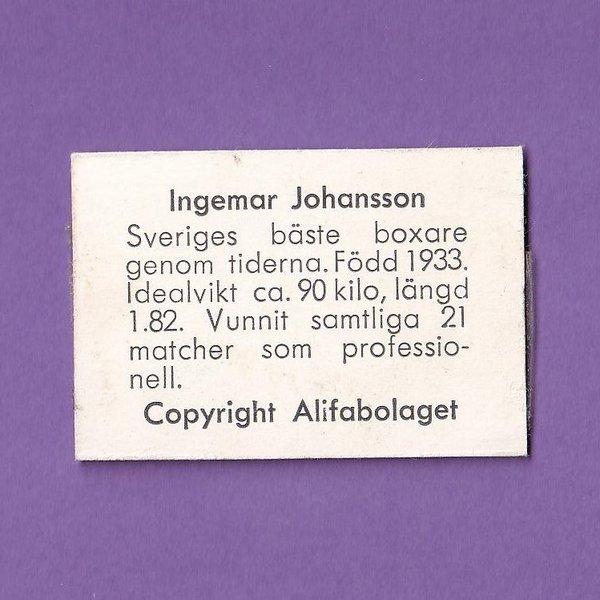 Ingemar Johansson
Sveriges bäste boxare
genom tiderna. Född 1933.
Idealvikt ca. 90 kilo, längd
1.82. Vunnit samtliga 21
matcher som professio-
nell.
Copyright Alifabolaget